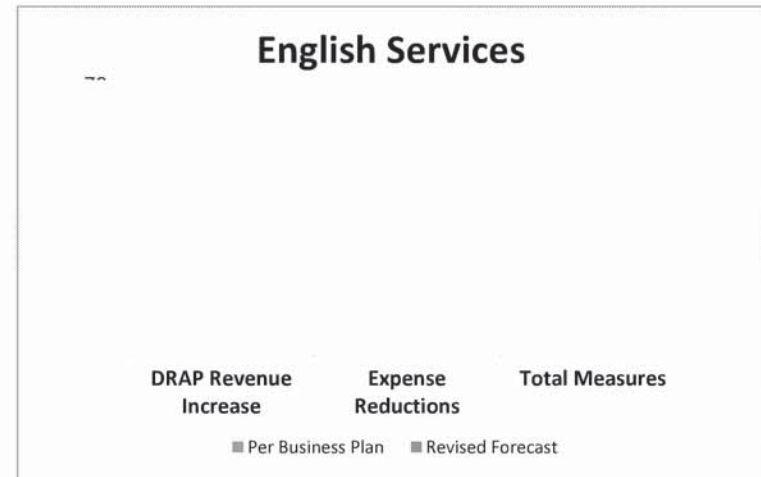 English Services
DRAP Revenue Increase
Expense Reductions
Total Measures
Per Business Plan
Revised Forecast